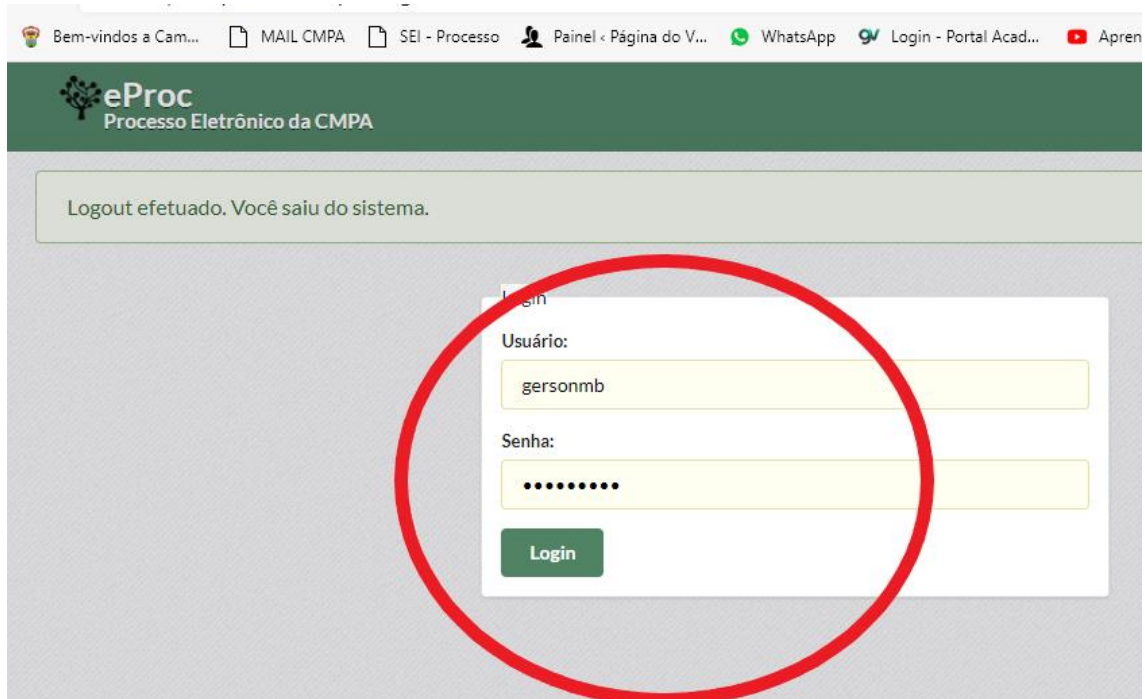 Bem-vindos a Cam... MAIL CMPA SEI - Processo Painel ‹ Página do V... WhatsApp Login - Portal Acad... Apren
eProc
Processo Eletrônico da CMPA
Logout efetuado. Você saiu do sistema.
Login
Usuário:
gersonmb
Senha:
•••••••••
Login